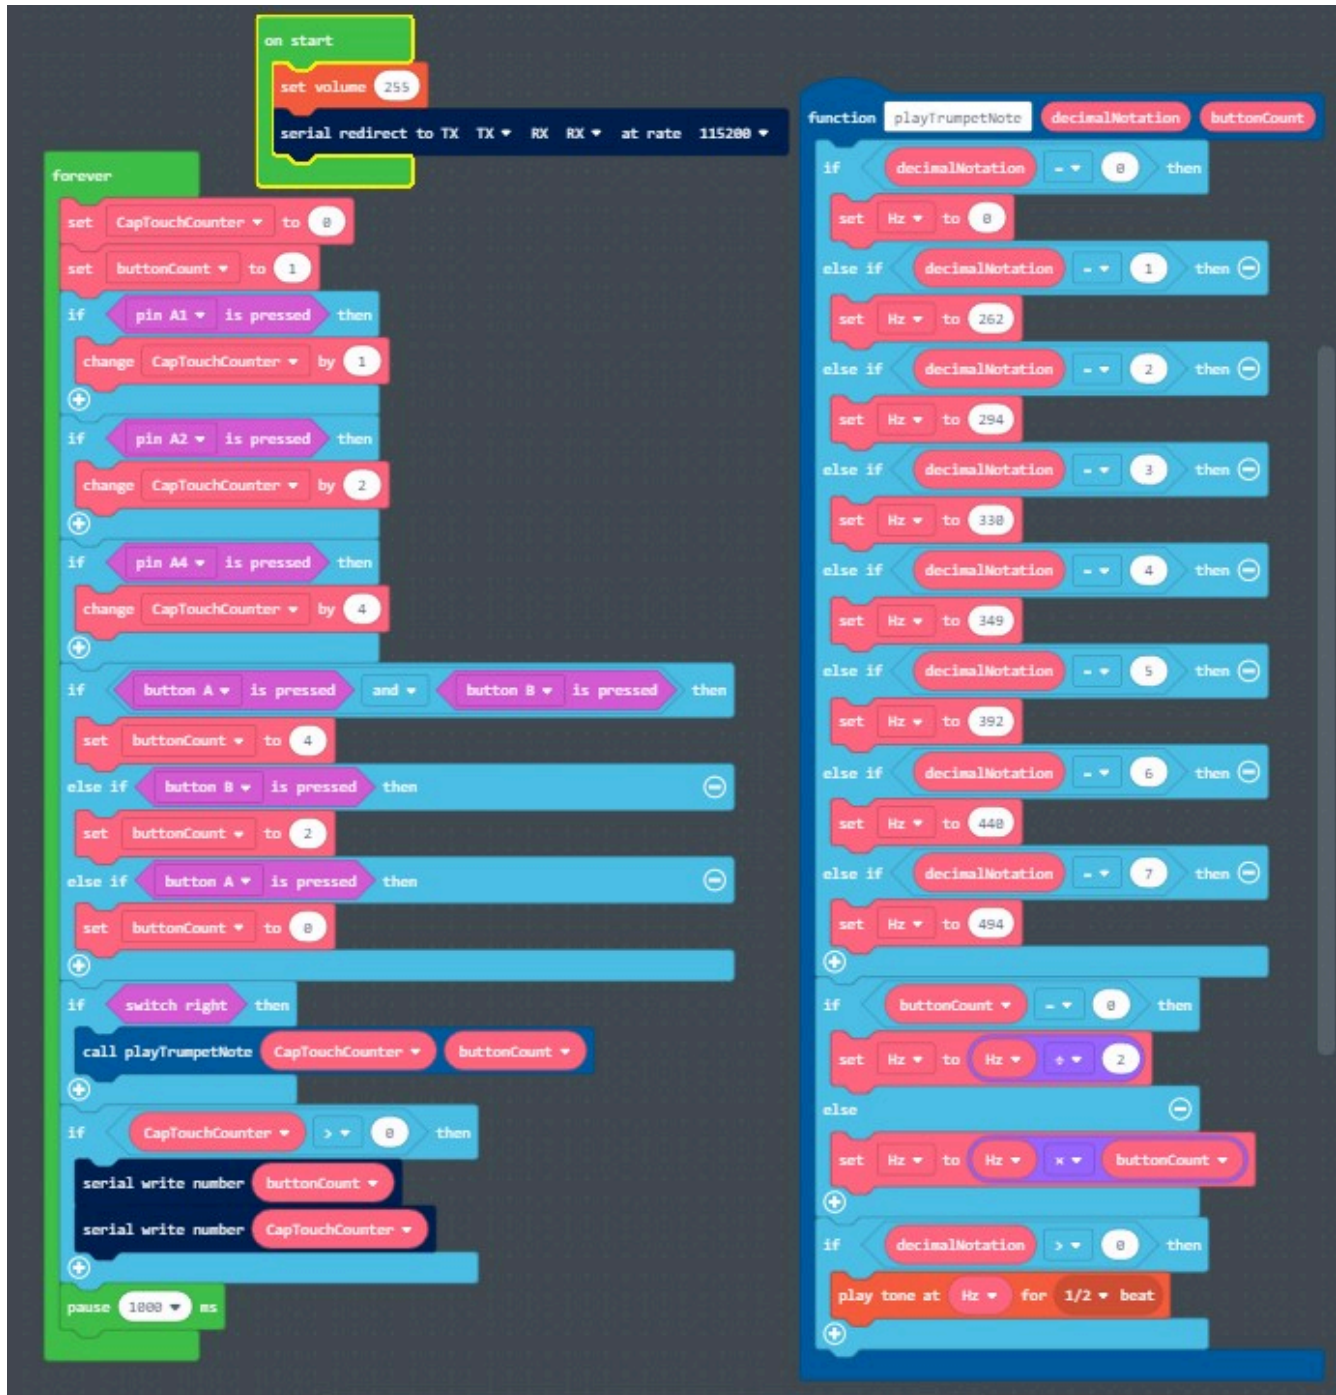 on start
set volume 255
serial redirect to TX TX RX RX at rate 115200
forever
set CapTouchCounter to 0
set buttonCount to 1
if pin A1 is pressed then
change CapTouchCounter by 1
if pin A2 is pressed then
change CapTouchCounter by 2
if pin A4 is pressed then
change CapTouchCounter by 4
if button A is pressed and button B is pressed then
set buttonCount to 4
else if button B is pressed then
set buttonCount to 2
else if button A is pressed then
set buttonCount to 0
if switch right then
call playTrumpetNote CapTouchCounter buttonCount
if CapTouchCounter > 0 then
serial write number buttonCount
serial write number CapTouchCounter
pause 1000 ms
function playTrumpetNote decimalNotation buttonCount
if decimalNotation = 0 then
set Hz to 0
else if decimalNotation = 1 then
set Hz to 262
else if decimalNotation = 2 then
set Hz to 294
else if decimalNotation = 3 then
set Hz to 330
else if decimalNotation = 4 then
set Hz to 349
else if decimalNotation = 5 then
set Hz to 392
else if decimalNotation = 6 then
set Hz to 440
else if decimalNotation = 7 then
set Hz to 494
if buttonCount = 0 then
set Hz to Hz ÷ 2
else
set Hz to Hz × buttonCount
if decimalNotation > 0 then
play tone at Hz for 1/2 beat